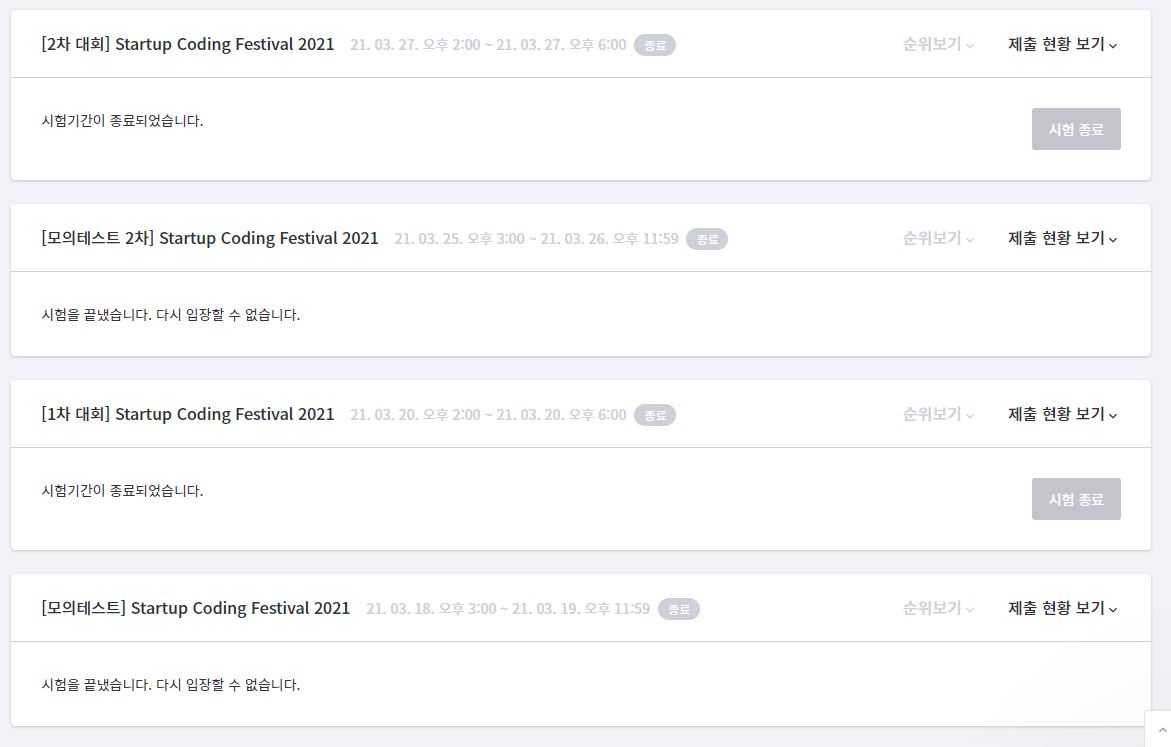 [2차 대회] Startup Coding Festival 2021 21. 03. 27. 오후 2:00 ~ 21. 03. 27. 오후 6:00 종료 순위보기 제출 현황 보기
시험기간이 종료되었습니다.
시험 종료
[모의테스트 2차] Startup Coding Festival 2021 21. 03. 25. 오후 3:00 ~ 21. 03. 26. 오후 11:59 종료 순위보기 제출 현황 보기
시험을 끝냈습니다. 다시 입장할 수 없습니다.
[1차 대회] Startup Coding Festival 2021 21. 03. 20. 오후 2:00 ~ 21. 03. 20. 오후 6:00 종료 순위보기 제출 현황 보기
시험기간이 종료되었습니다.
시험 종료
[모의테스트] Startup Coding Festival 2021 21. 03. 18. 오후 3:00 ~ 21. 03. 19. 오후 11:59 종료 순위보기 제출 현황 보기
시험을 끝냈습니다. 다시 입장할 수 없습니다.